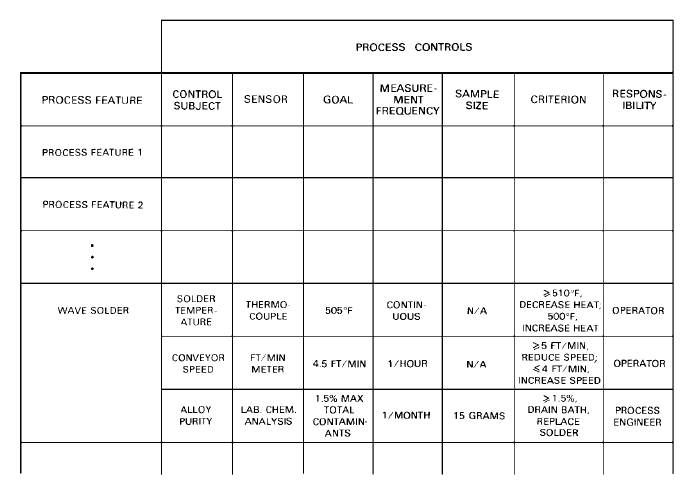 PROCESS CONTROLS
PROCESS FEATURE
CONTROL
SUBJECT
SENSOR
GOAL
MEASURE-
MENT
FREQUENCY
SAMPLE
SIZE
CRITERION
RESPONS-
IBILITY
PROCESS FEATURE 1
PROCESS FEATURE 2
WAVE SOLDER
SOLDER
TEMPER-
ATURE
THERMO-
COUPLE
505°F
CONTIN-
UOUS
N/A
⩾510°F,
DECREASE HEAT;
500°F,
INCREASE HEAT
OPERATOR
CONVEYOR
SPEED
FT/MIN
METER
4.5 FT/MIN
1/HOUR
N/A
⩾5 FT/MIN,
REDUCE SPEED;
⩽4 FT/MIN,
INCREASE SPEED
OPERATOR
ALLOY
PURITY
LAB. CHEM.
ANALYSIS
1.5% MAX
TOTAL
CONTAMIN-
ANTS
1/MONTH
15 GRAMS
⩾1.5%,
DRAIN BATH,
REPLACE
SOLDER
PROCESS
ENGINEER